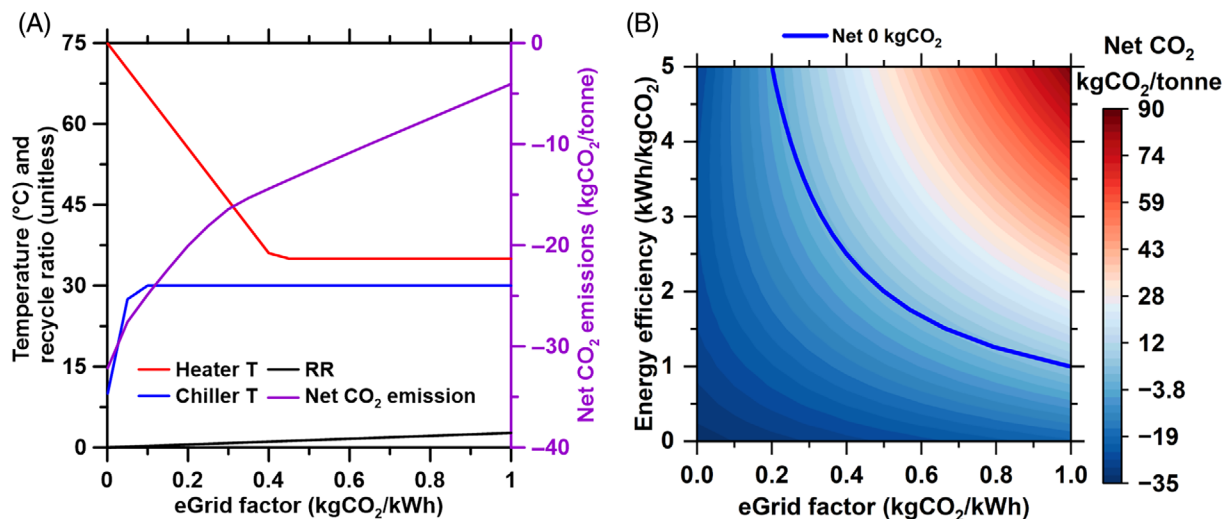 (A)
75
60
45
30
15
0
Temperature (°C) and
recycle ratio (unitless)
Heater T
RR
Chiller T
Net CO₂ emission
0
−10
−20
−30
−40
Net CO₂ emissions (kgCO₂/tonne)
0 0.2 0.4 0.6 0.8 1
eGrid factor (kgCO₂/kWh)
(B)
Net 0 kgCO₂
5
4
3
2
1
0
Energy efficiency (kWh/kgCO₂)
0.0 0.2 0.4 0.6 0.8 1.0
eGrid factor (kgCO₂/kWh)
Net CO₂
kgCO₂/tonne
90
74
59
43
28
12
−3.8
−19
−35